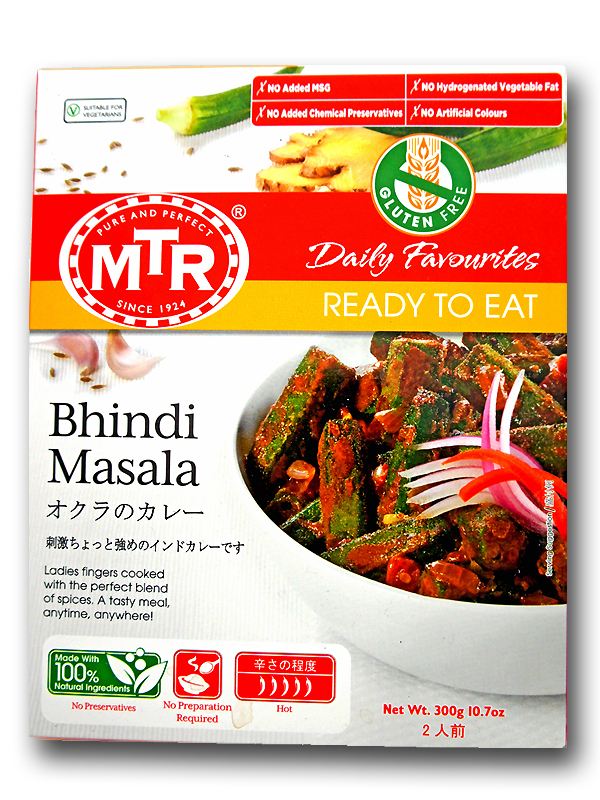 SUITABLE FOR
VEGETARIANS
NO Added MSG
NO Hydrogenated Vegetable Fat
NO Added Chemical Preservatives
NO Artificial Colours
GLUTEN FREE
PURE AND PERFECT
MTR®
SINCE 1924
Daily Favourites
READY TO EAT
Bhindi
Masala
オクラのカレー
刺激ちょっと強めのインドカレーです
Ladies fingers cooked
with the perfect blend
of spices. A tasty meal,
anytime, anywhere!
Serving Suggestion /
Made With
100%
Natural Ingredients
No Preservatives
No Preparation
Required
辛さの程度
Hot
Net Wt. 300g 10.7oz
2人前